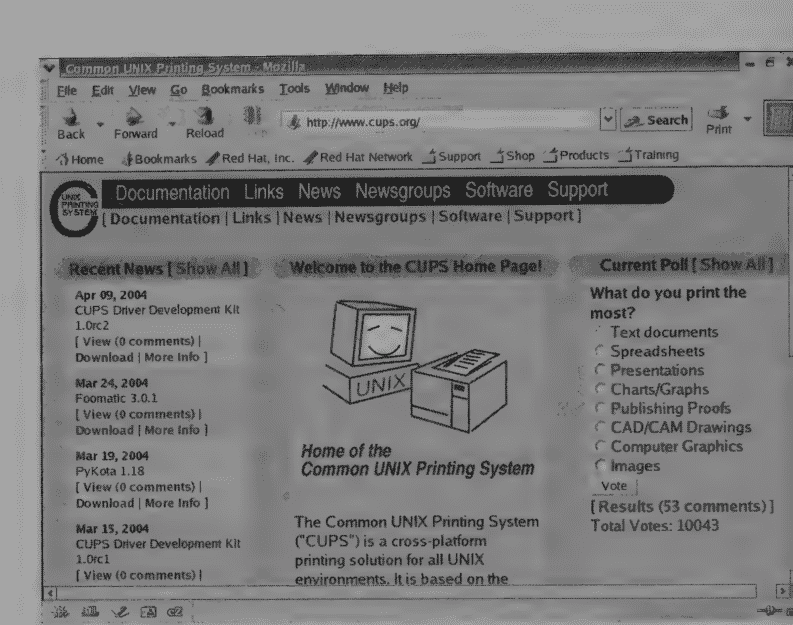 Common UNIX Printing System - Mozilla
File Edit View Go Bookmarks Tools Window Help
Back Forward Reload http://www.cups.org/ Search Print
Home Bookmarks Red Hat, Inc. Red Hat Network Support Shop Products Training
UNIX
PRINTING
SYSTEM
Documentation Links News Newsgroups Software Support
[ Documentation | Links | News | Newsgroups | Software | Support ]
Recent News [ Show All ]
Apr 09, 2004
CUPS Driver Development Kit
1.0rc2
[ View (0 comments) |
Download | More Info ]
Mar 24, 2004
Foomatic 3.0.1
[ View (0 comments) |
Download | More Info ]
Mar 19, 2004
PyKota 1.18
[ View (0 comments) |
Download | More Info ]
Mar 15, 2004
CUPS Driver Development Kit
1.0rc1
[ View (0 comments) |
Welcome to the CUPS Home Page!
UNIX
Home of the
Common UNIX Printing System
The Common UNIX Printing System
("CUPS") is a cross-platform
printing solution for all UNIX
environments. It is based on the
Current Poll [ Show All ]
What do you print the
most?
Text documents
Spreadsheets
Presentations
Charts/Graphs
Publishing Proofs
CAD/CAM Drawings
Computer Graphics
Images
Vote
[ Results (53 comments) ]
Total Votes: 10043